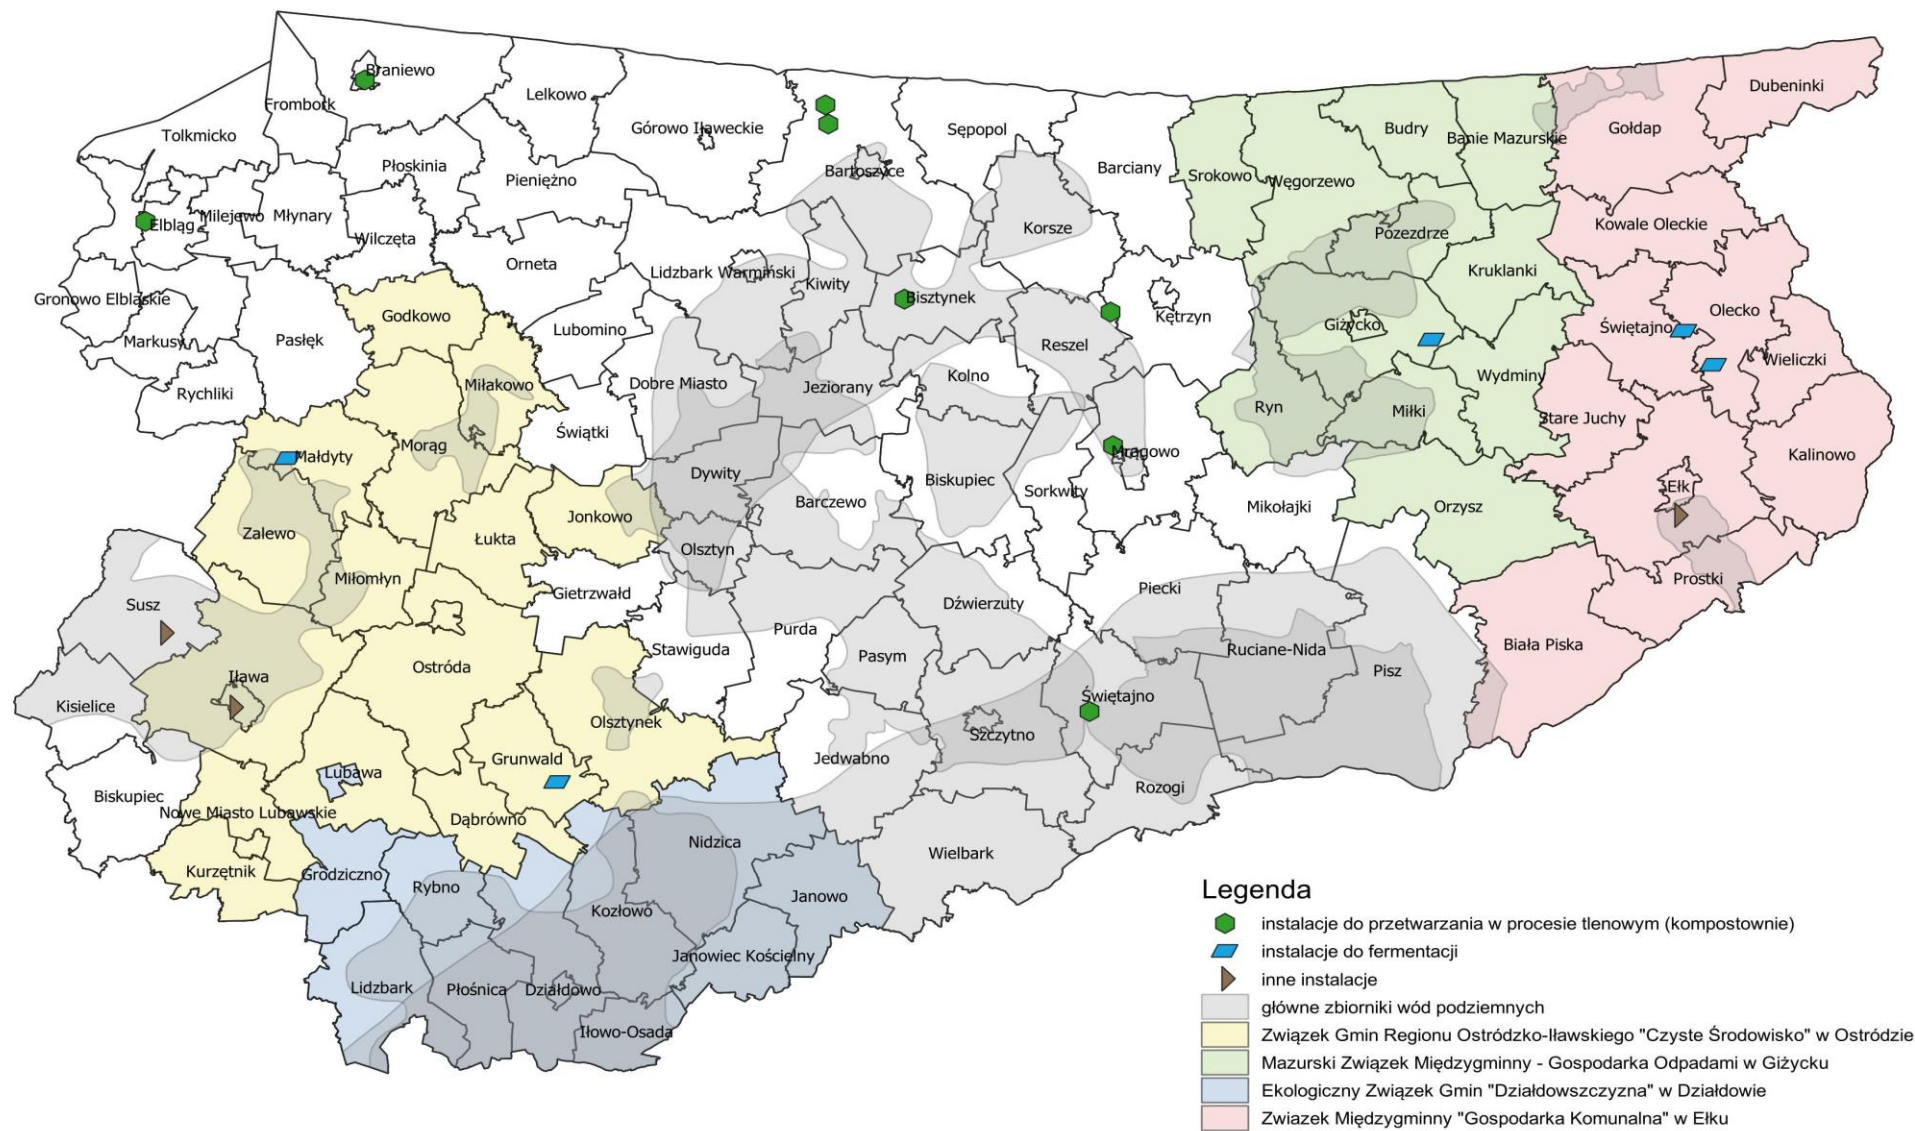 Braniewo
Dubeninki
Lelkowo
Frombork
Tolkmicko
Górowo Iławeckie
Sępopol
Budry
Banie Mazurskie
Gołdap
Płoskinia
Pieniężno
Bartoszyce
Barciany
Srokowo
Węgorzewo
Elbląg
Milejewo
Młynary
Wilczęta
Korsze
Pozezdrze
Kowale Oleckie
Orneta
Lidzbark Warmiński
Kiwity
Kruklanki
Gronowo Elbląskie
Godkowo
Bisztynek
Kętrzyn
Olecko
Markusy
Pasłęk
Lubomino
Reszel
Giżycko
Świętajno
Wieliczki
Rychliki
Miłakowo
Dobre Miasto
Jeziorany
Kolno
Wydminy
Świątki
Ryn
Miłki
Stare Juchy
Małdyty
Morąg
Mrągowo
Kalinowo
Dywity
Biskupiec
Sorkwity
Ełk
Zalewo
Jonkowo
Barczewo
Mikołajki
Orzysz
Łukta
Olsztyn
Miłomłyn
Gietrzwałd
Piecki
Prostki
Susz
Dźwierzuty
Purda
Stawiguda
Pasym
Ruciane-Nida
Biała Piska
Iława
Ostróda
Pisz
Kisielice
Świętajno
Olsztynek
Szczytno
Grunwald
Jedwabno
Lubawa
Rozogi
Biskupiec
Nowe Miasto Lubawskie
Dąbrówno
Nidzica
Wielbark
Kurzętnik
Grodziczno
Rybno
Janowo
Kozłowo
Janowiec Kościelny
Lidzbark
Płośnica
Działdowo
Iłowo-Osada
Legenda
instalacje do przetwarzania w procesie tlenowym (kompostownie)
instalacje do fermentacji
inne instalacje
główne zbiorniki wód podziemnych
Związek Gmin Regionu Ostródzko-Iławskiego "Czyste Środowisko" w Ostródzie
Mazurski Związek Międzygminny - Gospodarka Odpadami w Giżycku
Ekologiczny Związek Gmin "Działdowszczyzna" w Działdowie
Zwiazek Międzygminny "Gospodarka Komunalna" w Ełku